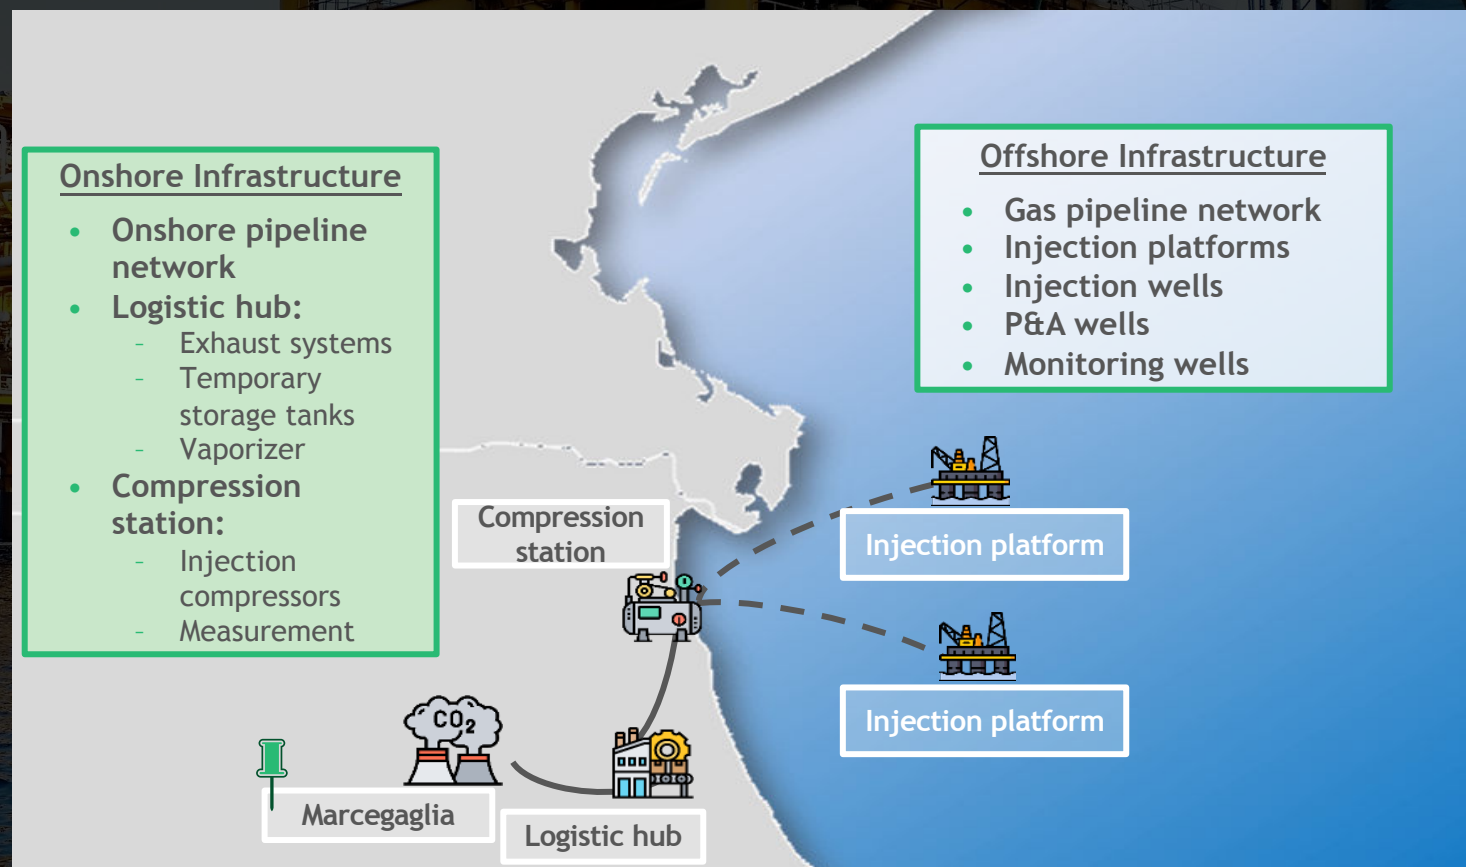 Onshore Infrastructure
• Onshore pipeline
network
• Logistic hub:
- Exhaust systems
- Temporary
storage tanks
- Vaporizer
• Compression
station:
- Injection
compressors
- Measurement
Offshore Infrastructure
• Gas pipeline network
• Injection platforms
• Injection wells
• P&A wells
• Monitoring wells
Compression
station
Injection platform
Injection platform
CO₂
Marcegaglia
Logistic hub